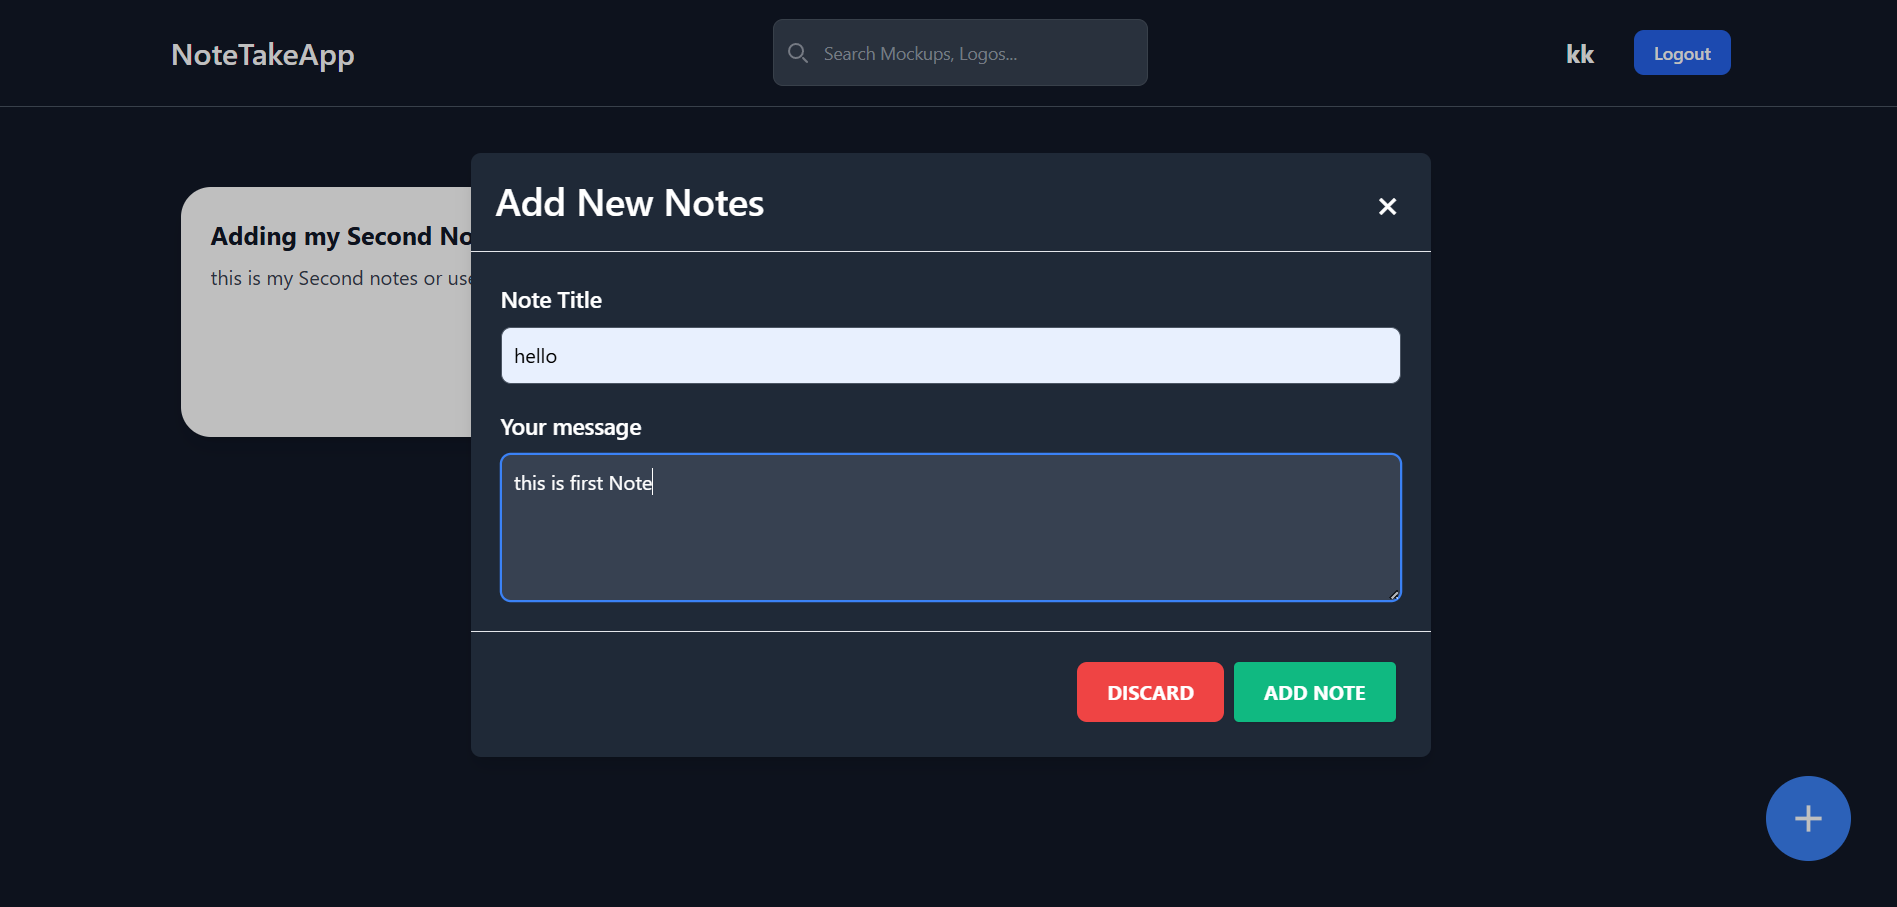 NoteTakeApp
Search Mockups, Logos...
kk
Logout
Adding my Second No
this is my Second notes or use
Add New Notes
Note Title
hello
Your message
this is first Note
DISCARD
ADD NOTE